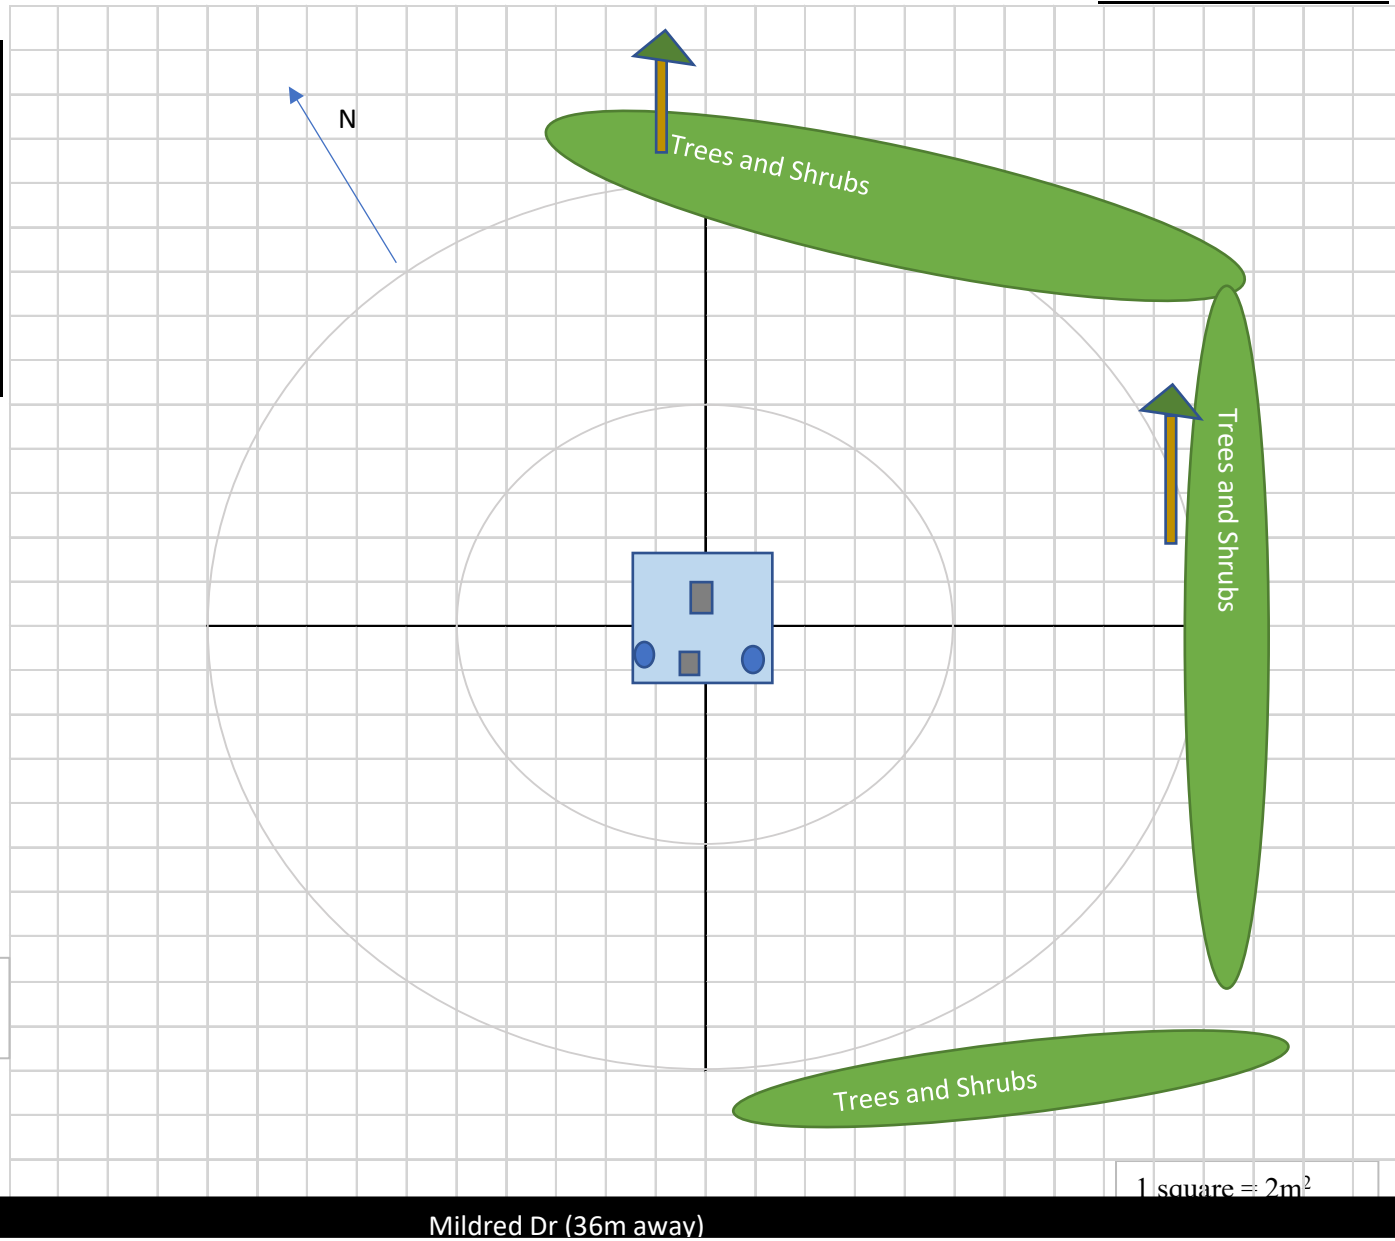 N
Trees and Shrubs
Trees and Shrubs
Trees and Shrubs
1 square = 2m²
Mildred Dr (36m away)